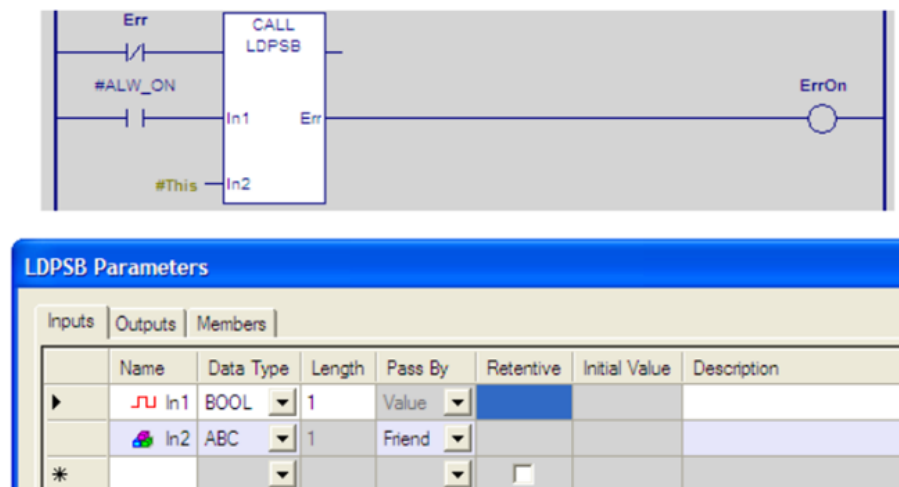 Err
CALL
LDPSB
#ALW_ON
ErrOn
In1 Err
#This In2
LDPSB Parameters
Inputs Outputs Members
Name Data Type Length Pass By Retentive Initial Value Description
In1 BOOL 1 Value
In2 ABC 1 Friend